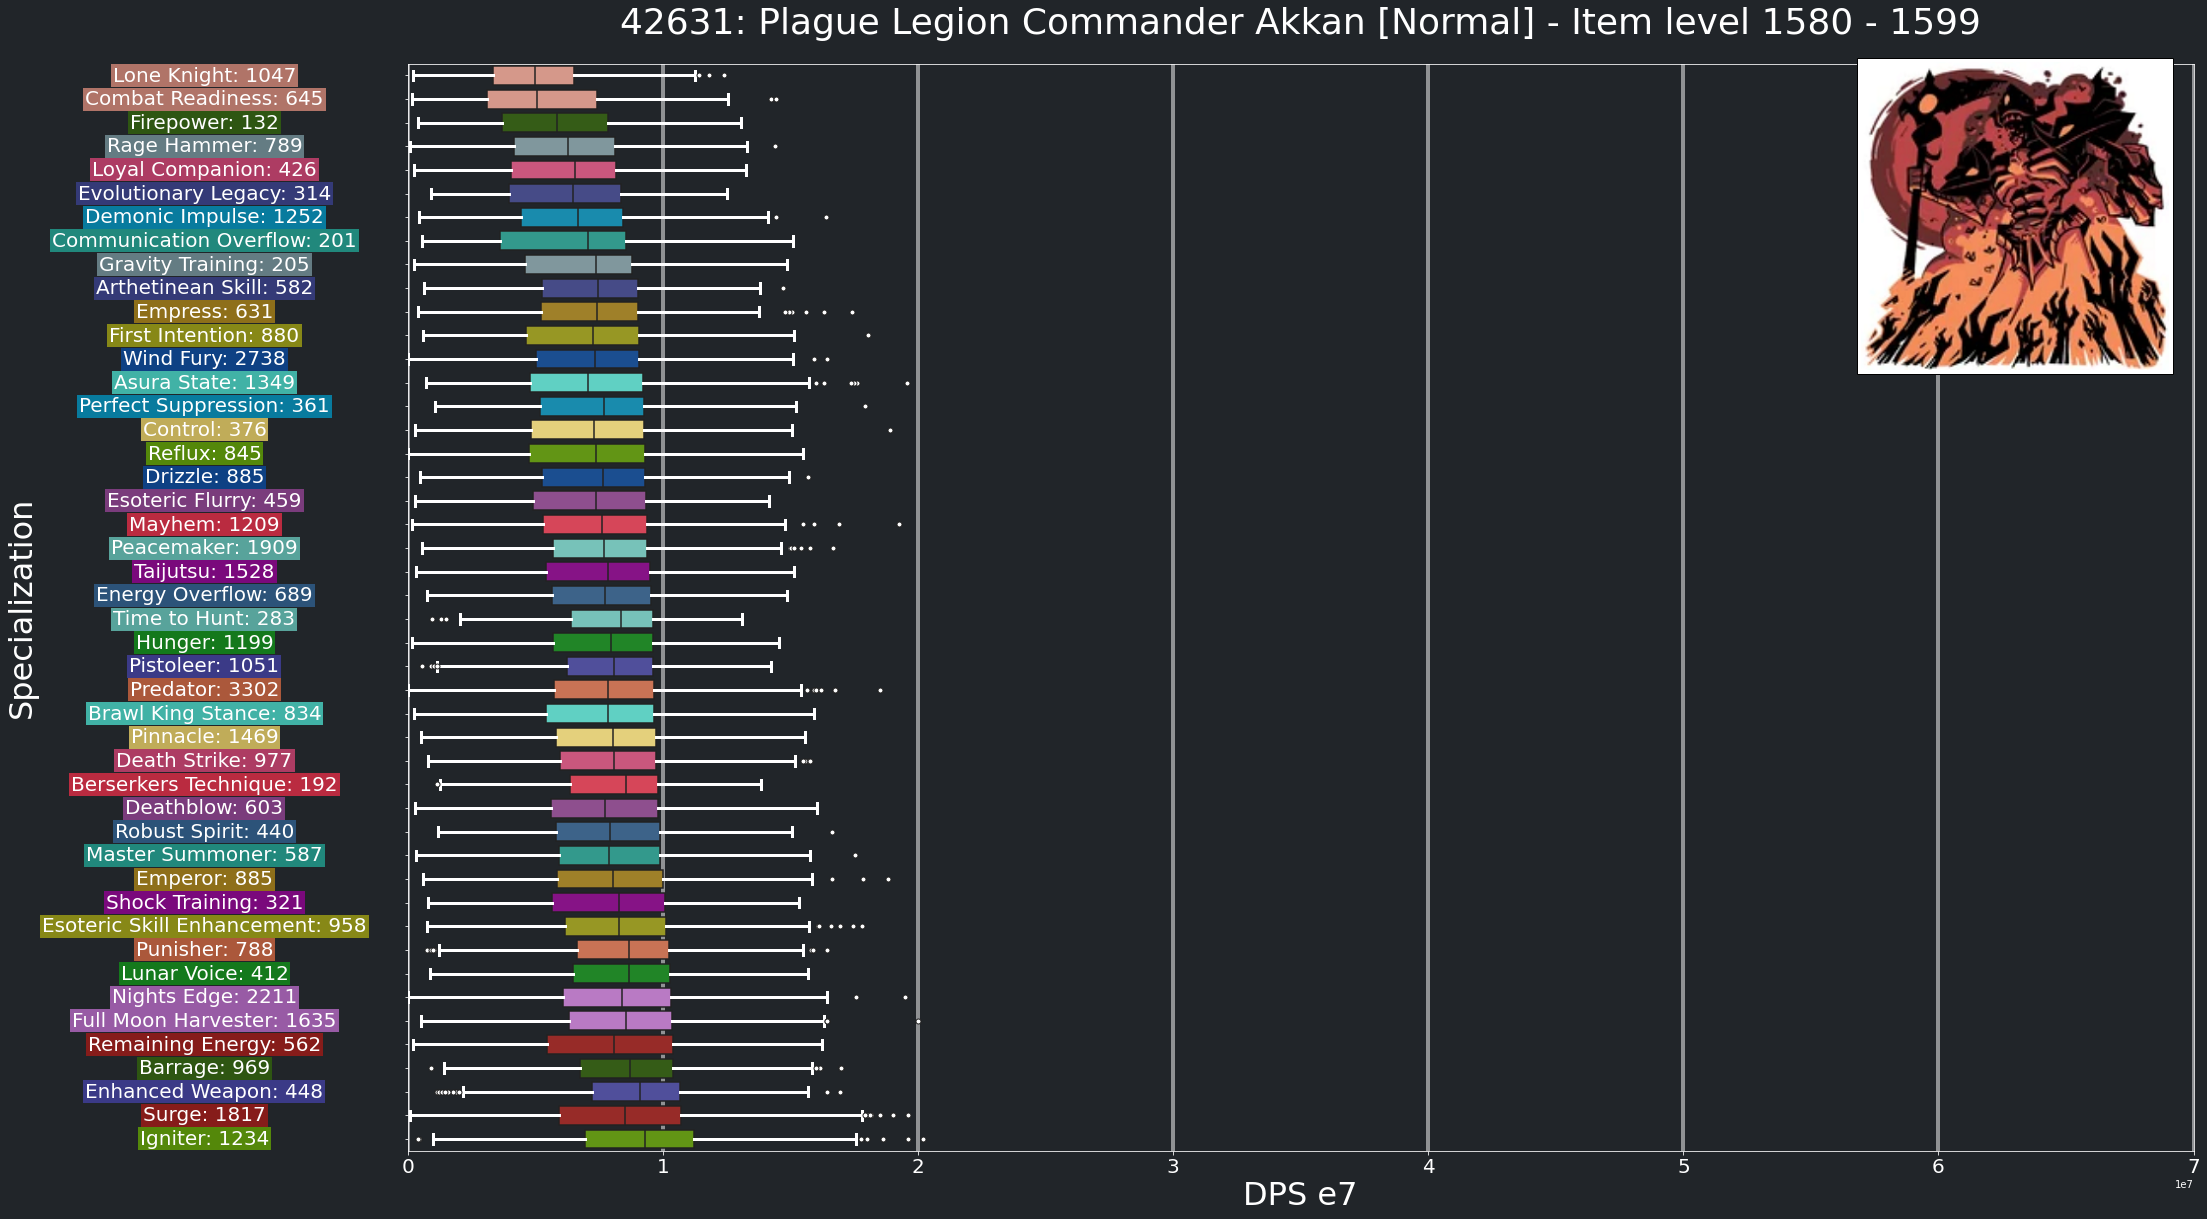 42631: Plague Legion Commander Akkan [Normal] - Item level 1580 - 1599
Lone Knight: 1047
Combat Readiness: 645
Firepower: 132
Rage Hammer: 789
Loyal Companion: 426
Evolutionary Legacy: 314
Demonic Impulse: 1252
Communication Overflow: 201
Gravity Training: 205
Arthetinean Skill: 582
Empress: 631
First Intention: 880
Wind Fury: 2738
Asura State: 1349
Perfect Suppression: 361
Control: 376
Reflux: 845
Drizzle: 885
Esoteric Flurry: 459
Mayhem: 1209
Peacemaker: 1909
Taijutsu: 1528
Energy Overflow: 689
Time to Hunt: 283
Hunger: 1199
Pistoleer: 1051
Predator: 3302
Brawl King Stance: 834
Pinnacle: 1469
Death Strike: 977
Berserkers Technique: 192
Deathblow: 603
Robust Spirit: 440
Master Summoner: 587
Emperor: 885
Shock Training: 321
Esoteric Skill Enhancement: 958
Punisher: 788
Lunar Voice: 412
Nights Edge: 2211
Full Moon Harvester: 1635
Remaining Energy: 562
Barrage: 969
Enhanced Weapon: 448
Surge: 1817
Igniter: 1234
Specialization
0 1 2 3 4 5 6 7
1e7
DPS e7